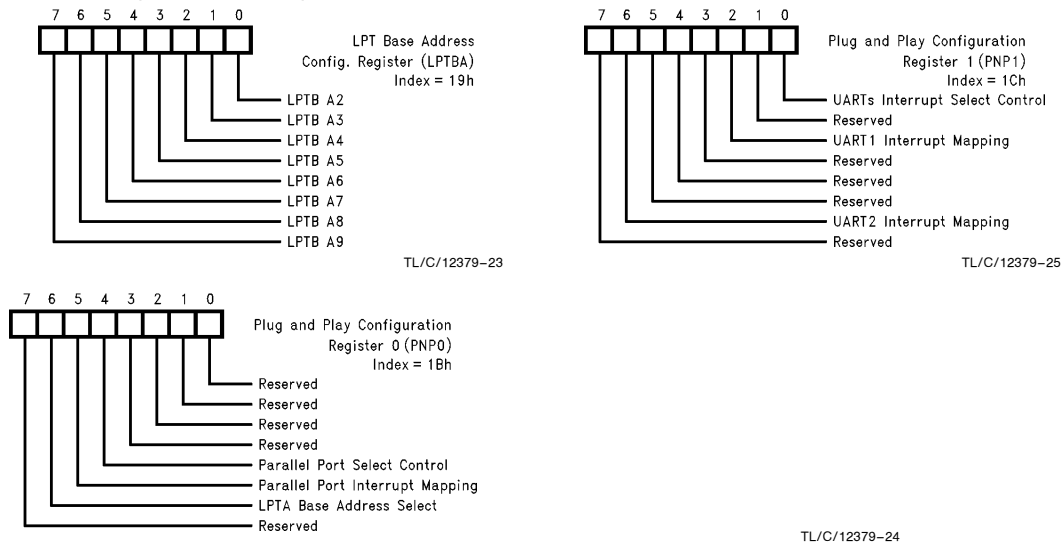 7 6 5 4 3 2 1 0
LPT Base Address
Config. Register (LPTBA)
Index = 19h
LPTB A2
LPTB A3
LPTB A4
LPTB A5
LPTB A6
LPTB A7
LPTB A8
LPTB A9
TL/C/12379–23
7 6 5 4 3 2 1 0
Plug and Play Configuration
Register 1 (PNP1)
Index = 1Ch
UARTs Interrupt Select Control
Reserved
UART1 Interrupt Mapping
Reserved
Reserved
Reserved
UART2 Interrupt Mapping
Reserved
TL/C/12379–25
7 6 5 4 3 2 1 0
Plug and Play Configuration
Register 0 (PNP0)
Index = 1Bh
Reserved
Reserved
Reserved
Reserved
Parallel Port Select Control
Parallel Port Interrupt Mapping
LPTA Base Address Select
Reserved
TL/C/12379–24